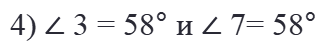 4) ∠ 3 = 58° и ∠ 7= 58°